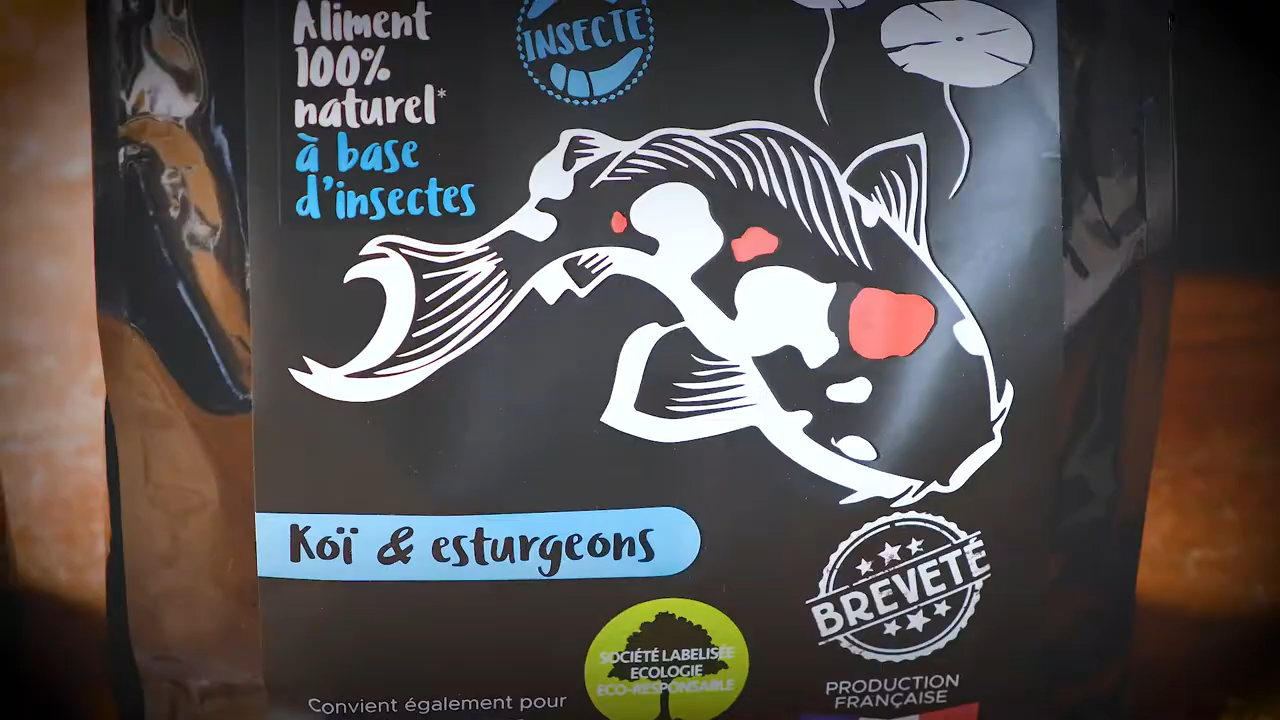 Aliment
100%
naturel*
à base
d'insectes
INSECTE
Koï & esturgeons
BREVETÉ
SOCIÉTÉ LABELISÉE
ECOLOGIE
ECO-RESPONSABLE
PRODUCTION
FRANÇAISE
Convient également pour